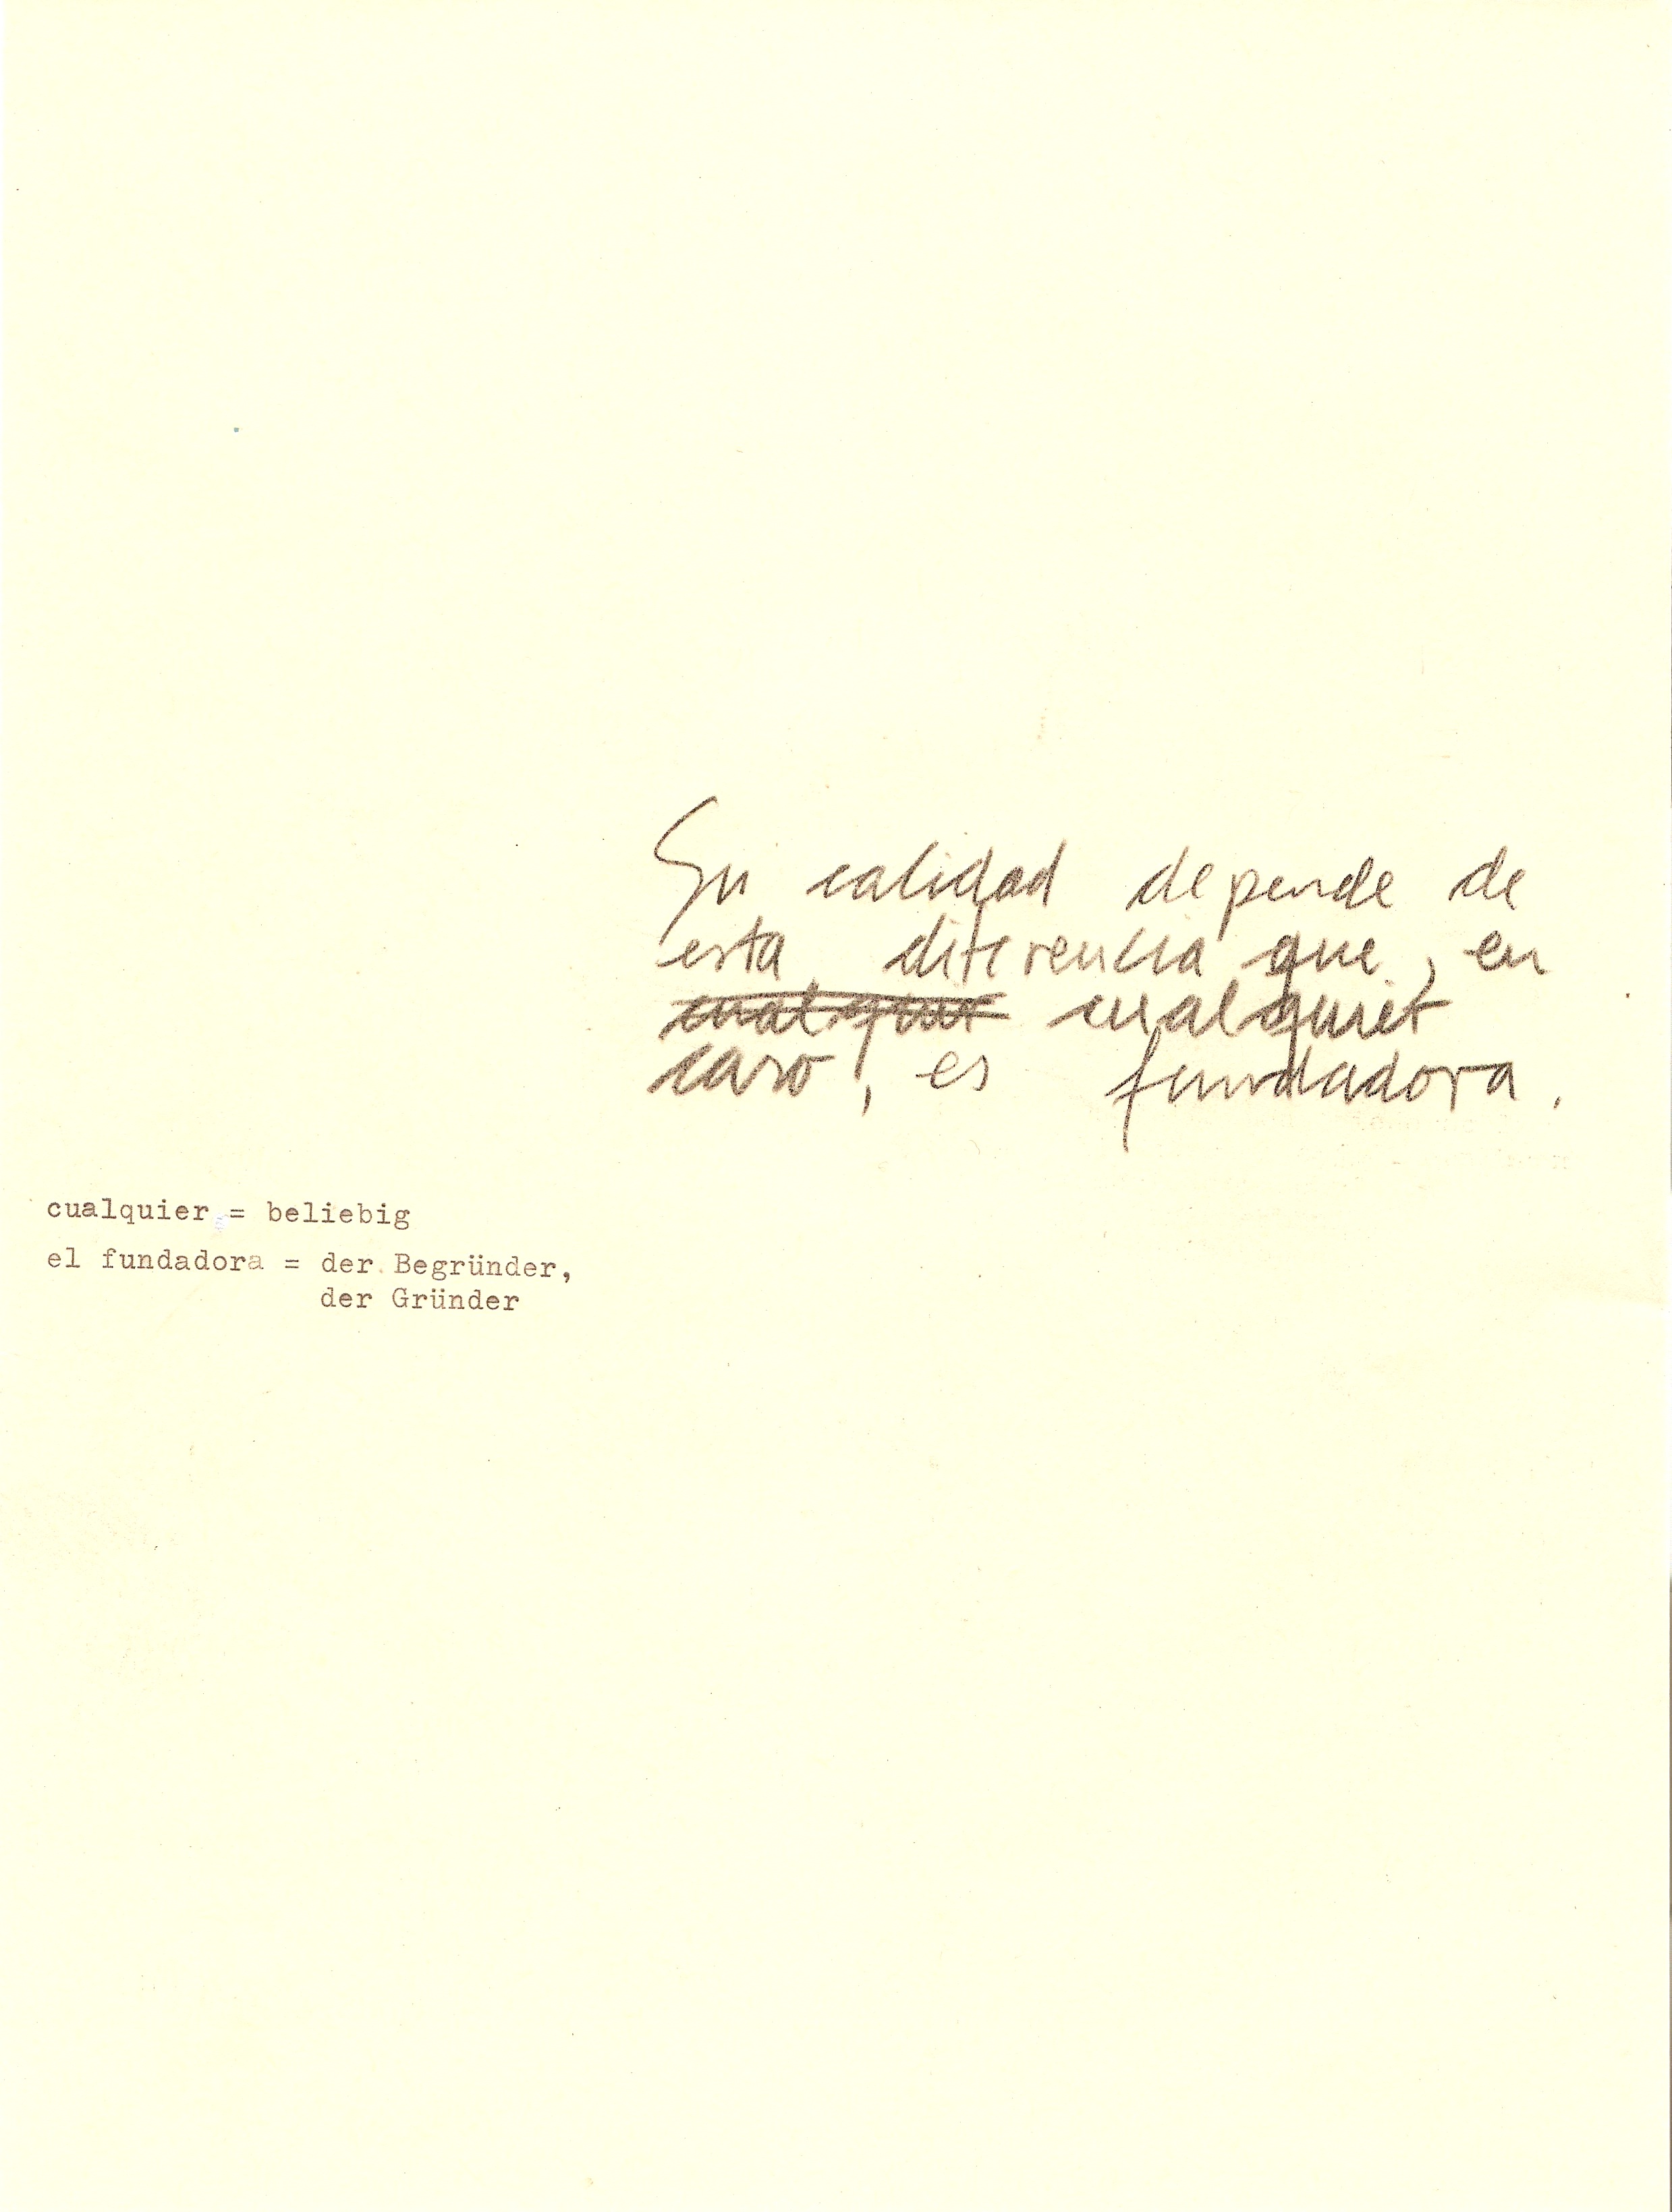 Su calidad depende de
esta diferencia que, en
cualquier
caso, es fundadora.
cualquier = beliebig
el fundadora = der Begründer,
der Gründer